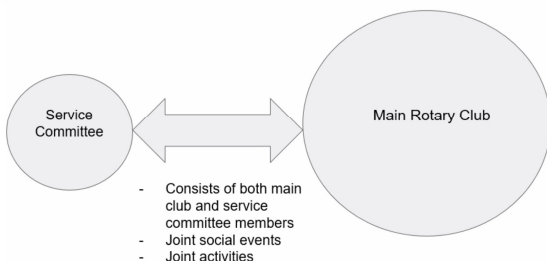 Service
Committee
Main Rotary Club
- Consists of both main
club and service
committee members
- Joint social events
- Joint activities